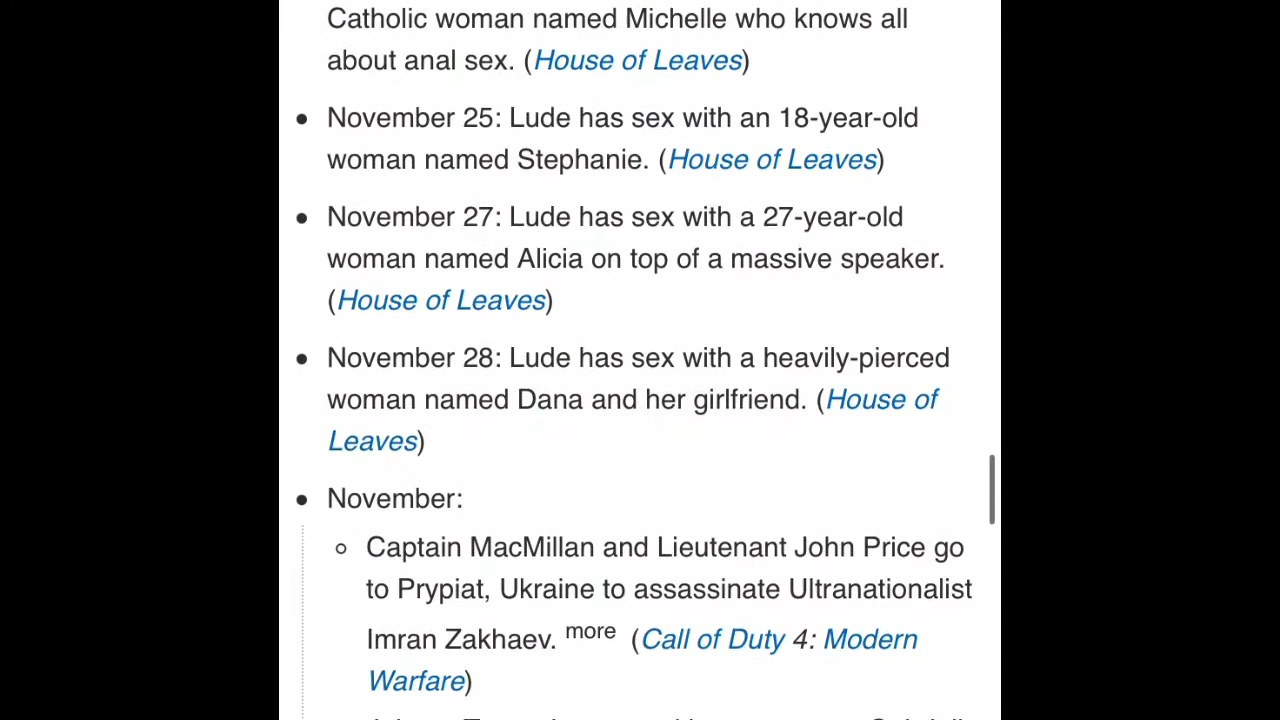 Catholic woman named Michelle who knows all
about anal sex. (House of Leaves)
November 25: Lude has sex with an 18-year-old
woman named Stephanie. (House of Leaves)
November 27: Lude has sex with a 27-year-old
woman named Alicia on top of a massive speaker.
(House of Leaves)
November 28: Lude has sex with a heavily-pierced
woman named Dana and her girlfriend. (House of
Leaves)
November:
Captain MacMillan and Lieutenant John Price go
to Prypiat, Ukraine to assassinate Ultranationalist
Imran Zakhaev. more (Call of Duty 4: Modern
Warfare)